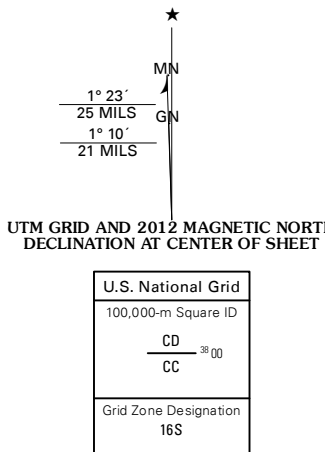 ★
MN
1° 23´
25 MILS
GN
1° 10´
21 MILS
UTM GRID AND 2012 MAGNETIC NORTH
DECLINATION AT CENTER OF SHEET
U.S. National Grid
100,000-m Square ID
CD
38 00
CC
Grid Zone Designation
16S